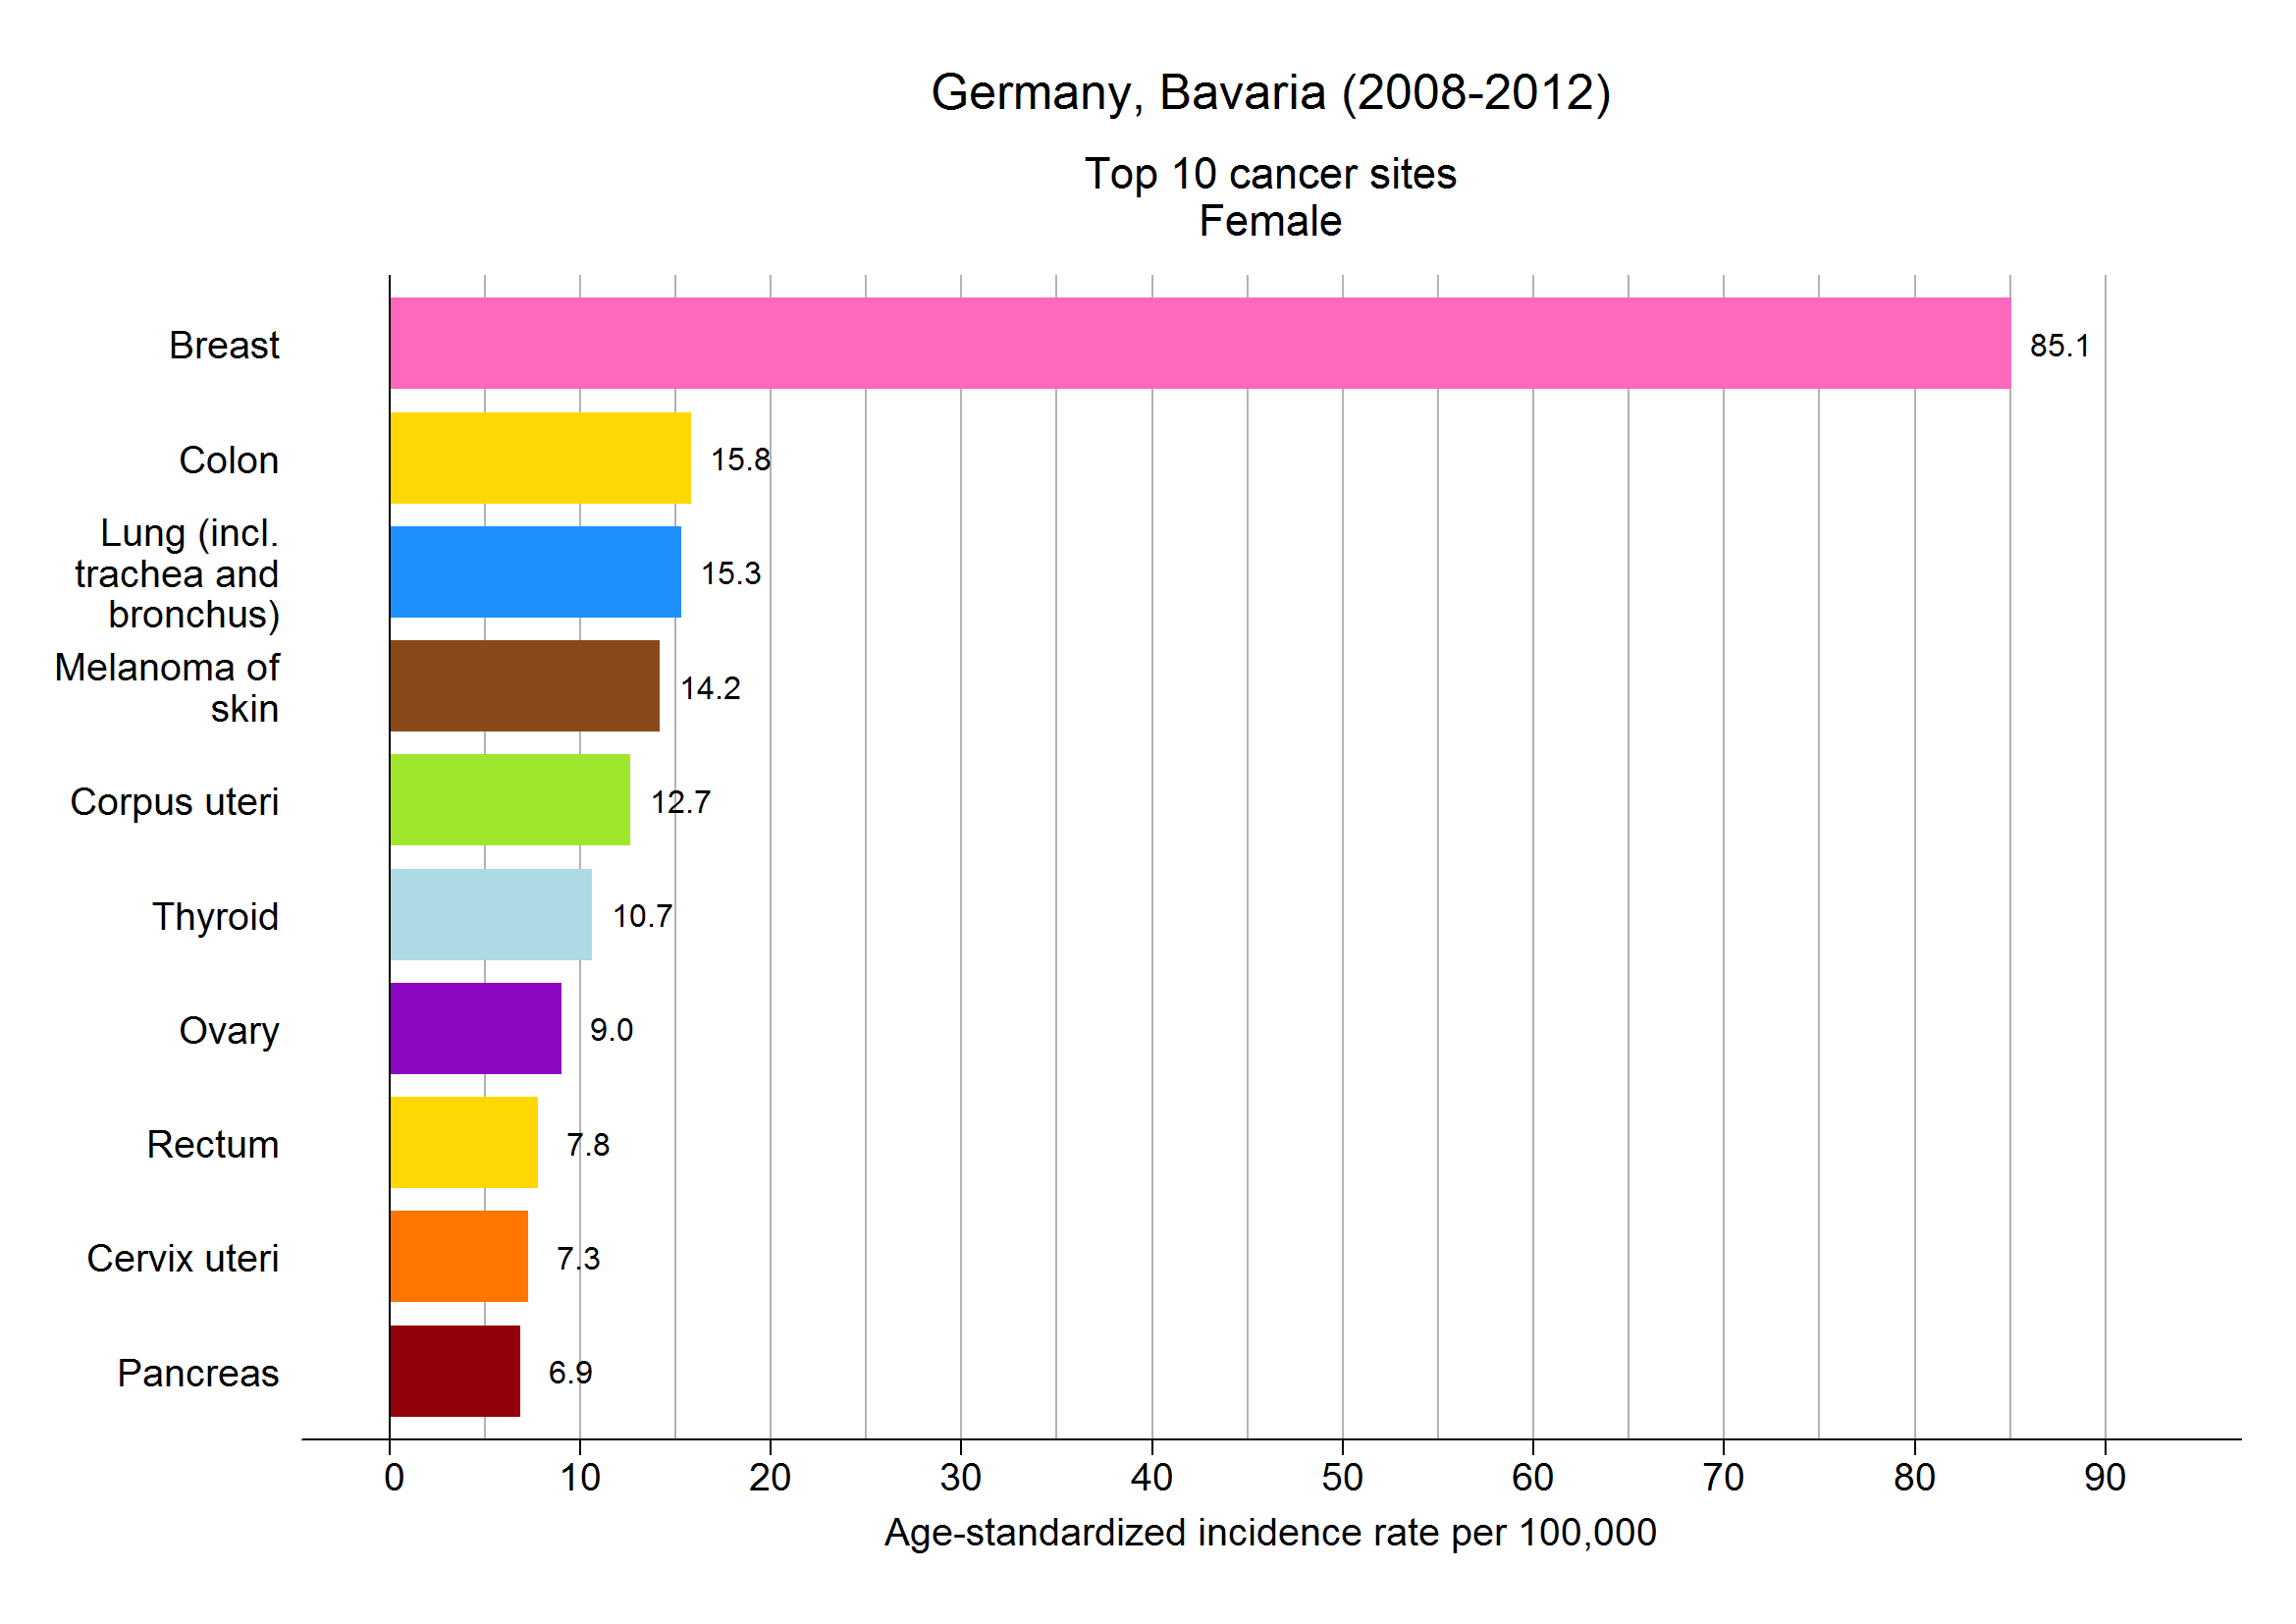 Germany, Bavaria (2008-2012)
Top 10 cancer sites
Female
Breast
85.1
Colon
15.8
Lung (incl.
trachea and
bronchus)
15.3
Melanoma of
skin
14.2
Corpus uteri
12.7
Thyroid
10.7
Ovary
9.0
Rectum
7.8
Cervix uteri
7.3
Pancreas
6.9
0 10 20 30 40 50 60 70 80 90
Age-standardized incidence rate per 100,000